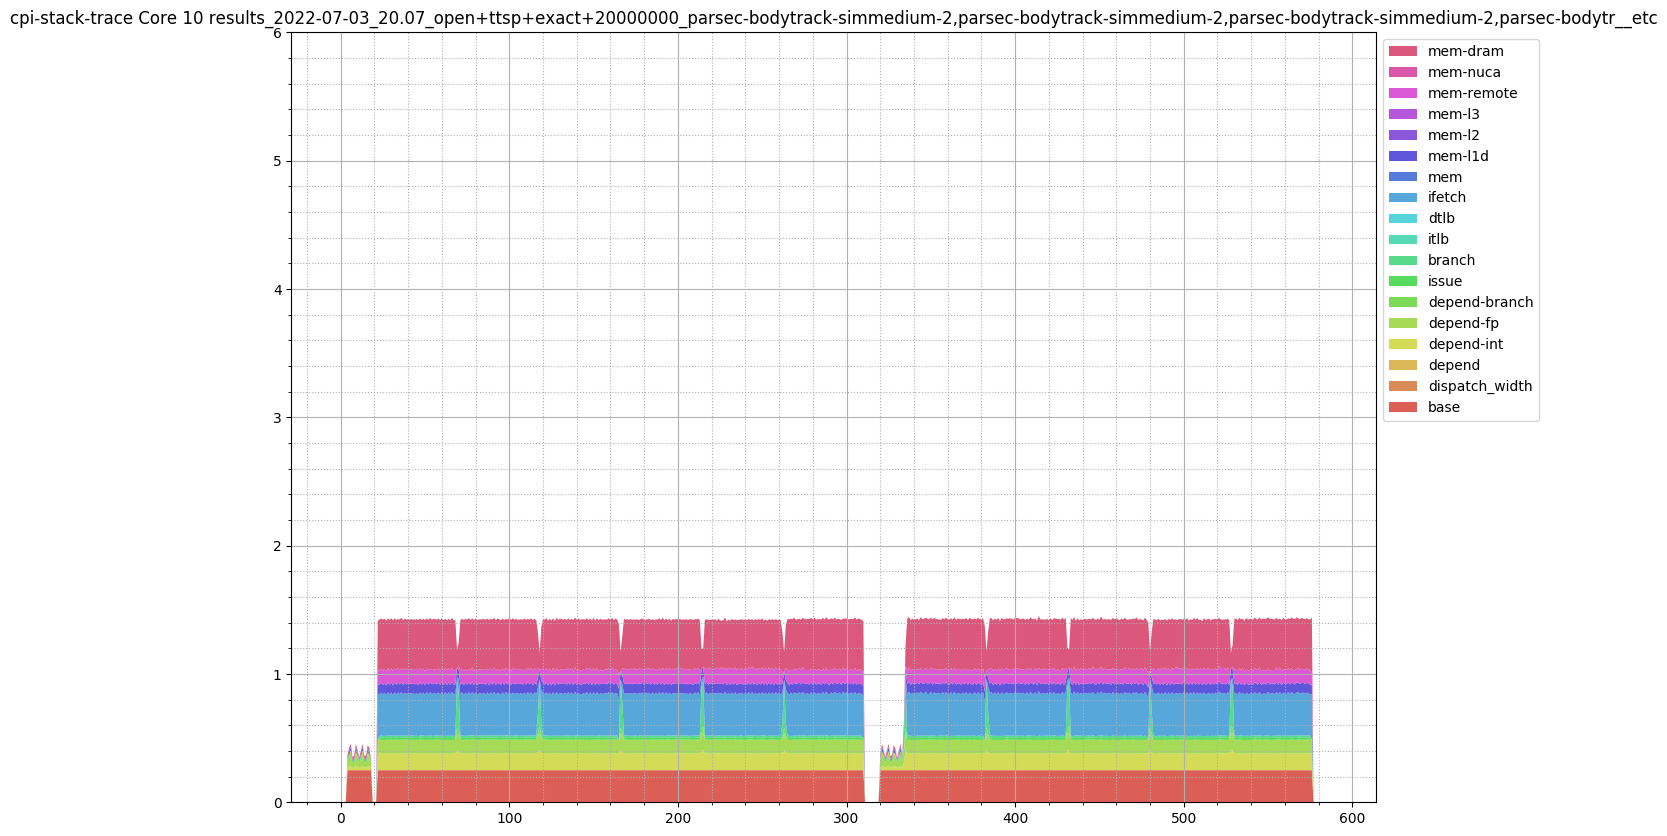 cpi-stack-trace Core 10 results_2022-07-03_20.07_open+ttsp+exact+20000000_parsec-bodytrack-simmedium-2,parsec-bodytrack-simmedium-2,parsec-bodytrack-simmedium-2,parsec-bodytr__etc
6
5
4
3
2
1
0
0 100 200 300 400 500 600
mem-dram
mem-nuca
mem-remote
mem-l3
mem-l2
mem-l1d
mem
ifetch
dtlb
itlb
branch
issue
depend-branch
depend-fp
depend-int
depend
dispatch_width
base